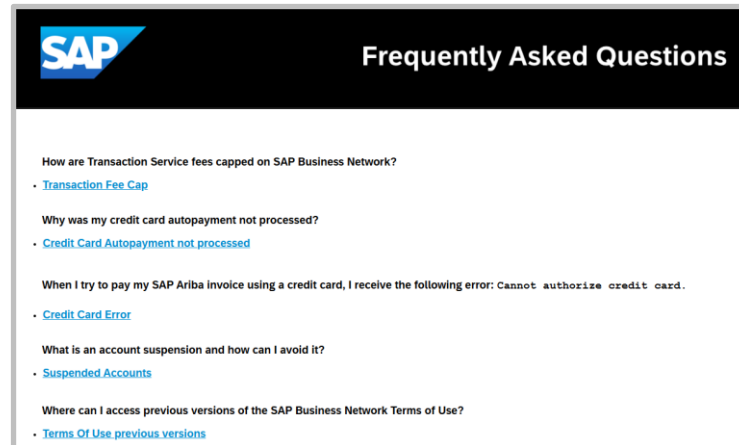 SAP
Frequently Asked Questions
How are Transaction Service fees capped on SAP Business Network?
• Transaction Fee Cap
Why was my credit card autopayment not processed?
• Credit Card Autopayment not processed
When I try to pay my SAP Ariba invoice using a credit card, I receive the following error: Cannot authorize credit card.
• Credit Card Error
What is an account suspension and how can I avoid it?
• Suspended Accounts
Where can I access previous versions of the SAP Business Network Terms of Use?
• Terms Of Use previous versions